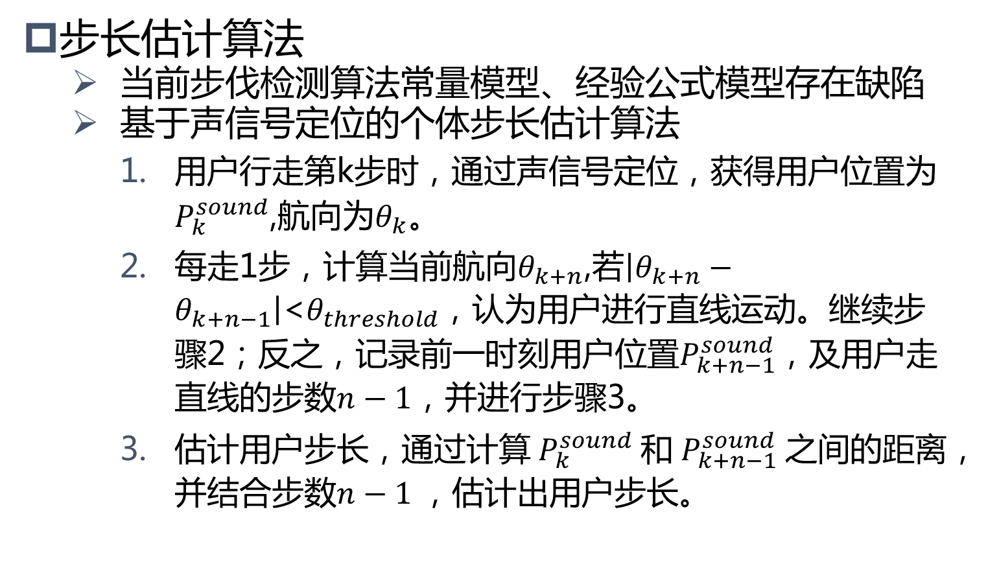 步长估计算法
当前步伐检测算法常量模型、经验公式模型存在缺陷
基于声信号定位的个体步长估计算法
1. 用户行走第k步时，通过声信号定位，获得用户位置为
$P_k^{sound}$,航向为$\theta_k$。
2. 每走1步，计算当前航向$\theta_{k+n}$,若|$\theta_{k+n}$ −
$\theta_{k+n-1}$|<$\theta_{threshold}$，认为用户进行直线运动。继续步
骤2；反之，记录前一时刻用户位置$P_{k+n-1}^{sound}$，及用户走
直线的步数$n-1$，并进行步骤3。
3. 估计用户步长，通过计算 $P_k^{sound}$ 和 $P_{k+n-1}^{sound}$ 之间的距离，
并结合步数$n-1$ ，估计出用户步长。